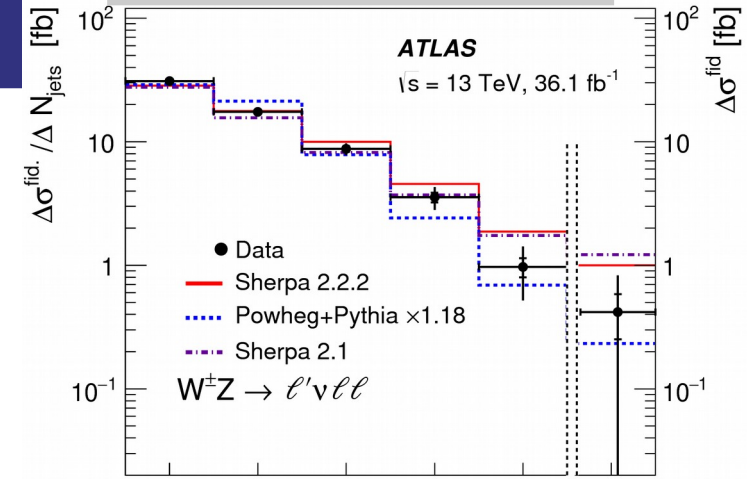 10²
10
1
10⁻¹
Δσ^fid. /Δ N_jets [fb]
ATLAS
√s = 13 TeV, 36.1 fb⁻¹
Data
Sherpa 2.2.2
Powheg+Pythia ×1.18
Sherpa 2.1
W^±Z → ℓ′νℓℓ
10²
10
1
10⁻¹
Δσ^fid [fb]